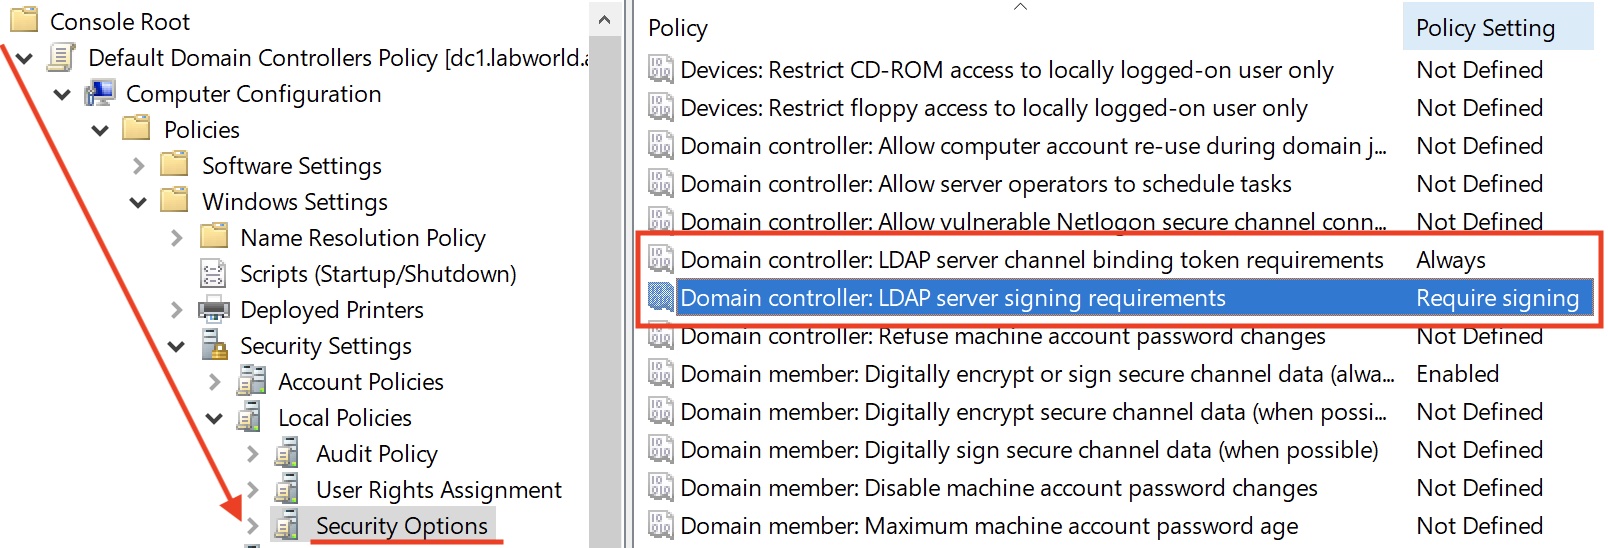 Console Root
Default Domain Controllers Policy [dc1.labworld.a
Computer Configuration
Policies
Software Settings
Windows Settings
Name Resolution Policy
Scripts (Startup/Shutdown)
Deployed Printers
Security Settings
Account Policies
Local Policies
Audit Policy
User Rights Assignment
Security Options
Policy Policy Setting
Devices: Restrict CD-ROM access to locally logged-on user only Not Defined
Devices: Restrict floppy access to locally logged-on user only Not Defined
Domain controller: Allow computer account re-use during domain j... Not Defined
Domain controller: Allow server operators to schedule tasks Not Defined
Domain controller: Allow vulnerable Netlogon secure channel conn... Not Defined
Domain controller: LDAP server channel binding token requirements Always
Domain controller: LDAP server signing requirements Require signing
Domain controller: Refuse machine account password changes Not Defined
Domain member: Digitally encrypt or sign secure channel data (alwa... Enabled
Domain member: Digitally encrypt secure channel data (when possi... Not Defined
Domain member: Digitally sign secure channel data (when possible) Not Defined
Domain member: Disable machine account password changes Not Defined
Domain member: Maximum machine account password age Not Defined